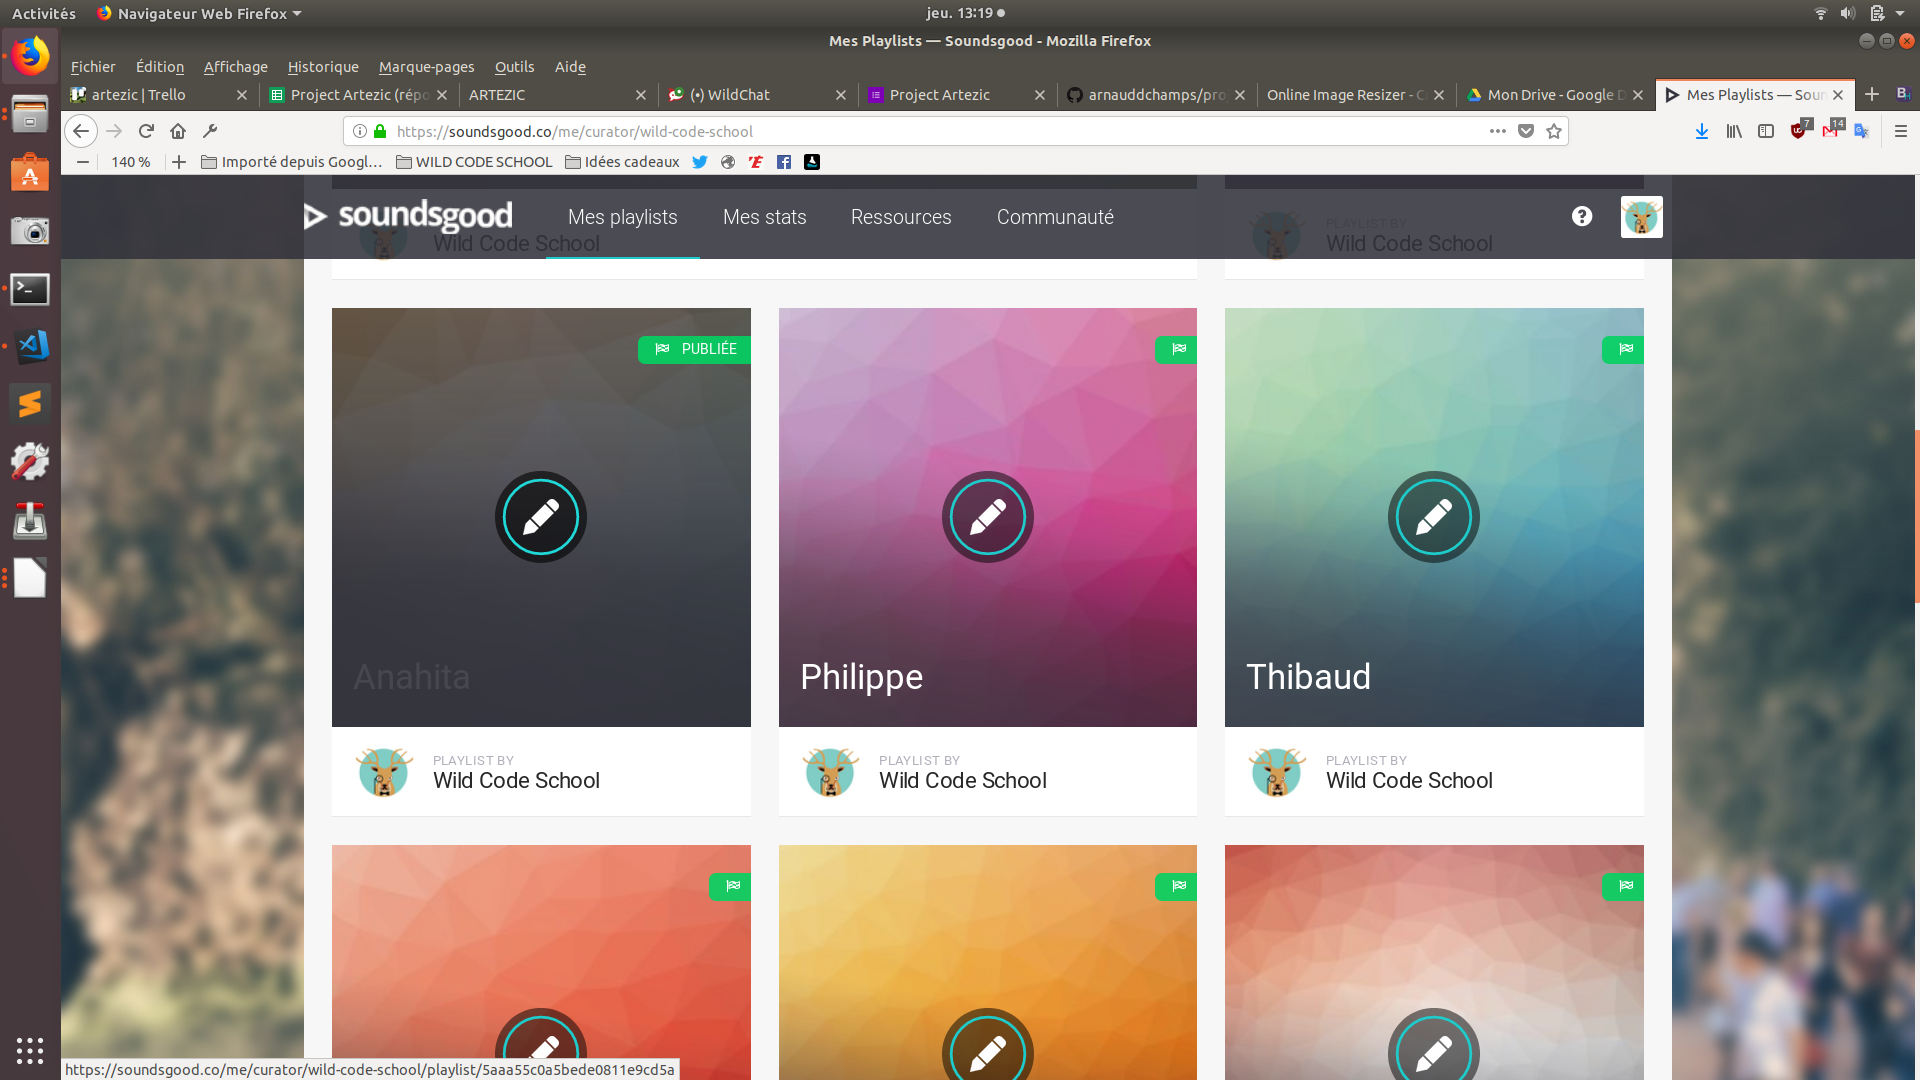 Activités
Navigateur Web Firefox
jeu. 13:19
Mes Playlists — Soundsgood - Mozilla Firefox
Fichier Édition Affichage Historique Marque-pages Outils Aide
artezic | Trello
Project Artezic (répo
ARTEZIC
(•) WildChat
Project Artezic
arnauddchamps/pro
Online Image Resizer - C
Mon Drive - Google D
Mes Playlists — Soun
https://soundsgood.co/me/curator/wild-code-school
7
14
140 %
Importé depuis Googl...
WILD CODE SCHOOL
Idées cadeaux
soundsgood
Mes playlists
Mes stats
Ressources
Communauté
PLAYLIST BY
Wild Code School
Wild Code School
PUBLIÉE
Anahita
Philippe
Thibaud
PLAYLIST BY
Wild Code School
PLAYLIST BY
Wild Code School
PLAYLIST BY
Wild Code School
https://soundsgood.co/me/curator/wild-code-school/playlist/5aaa55c0a5bede0811e9cd5a